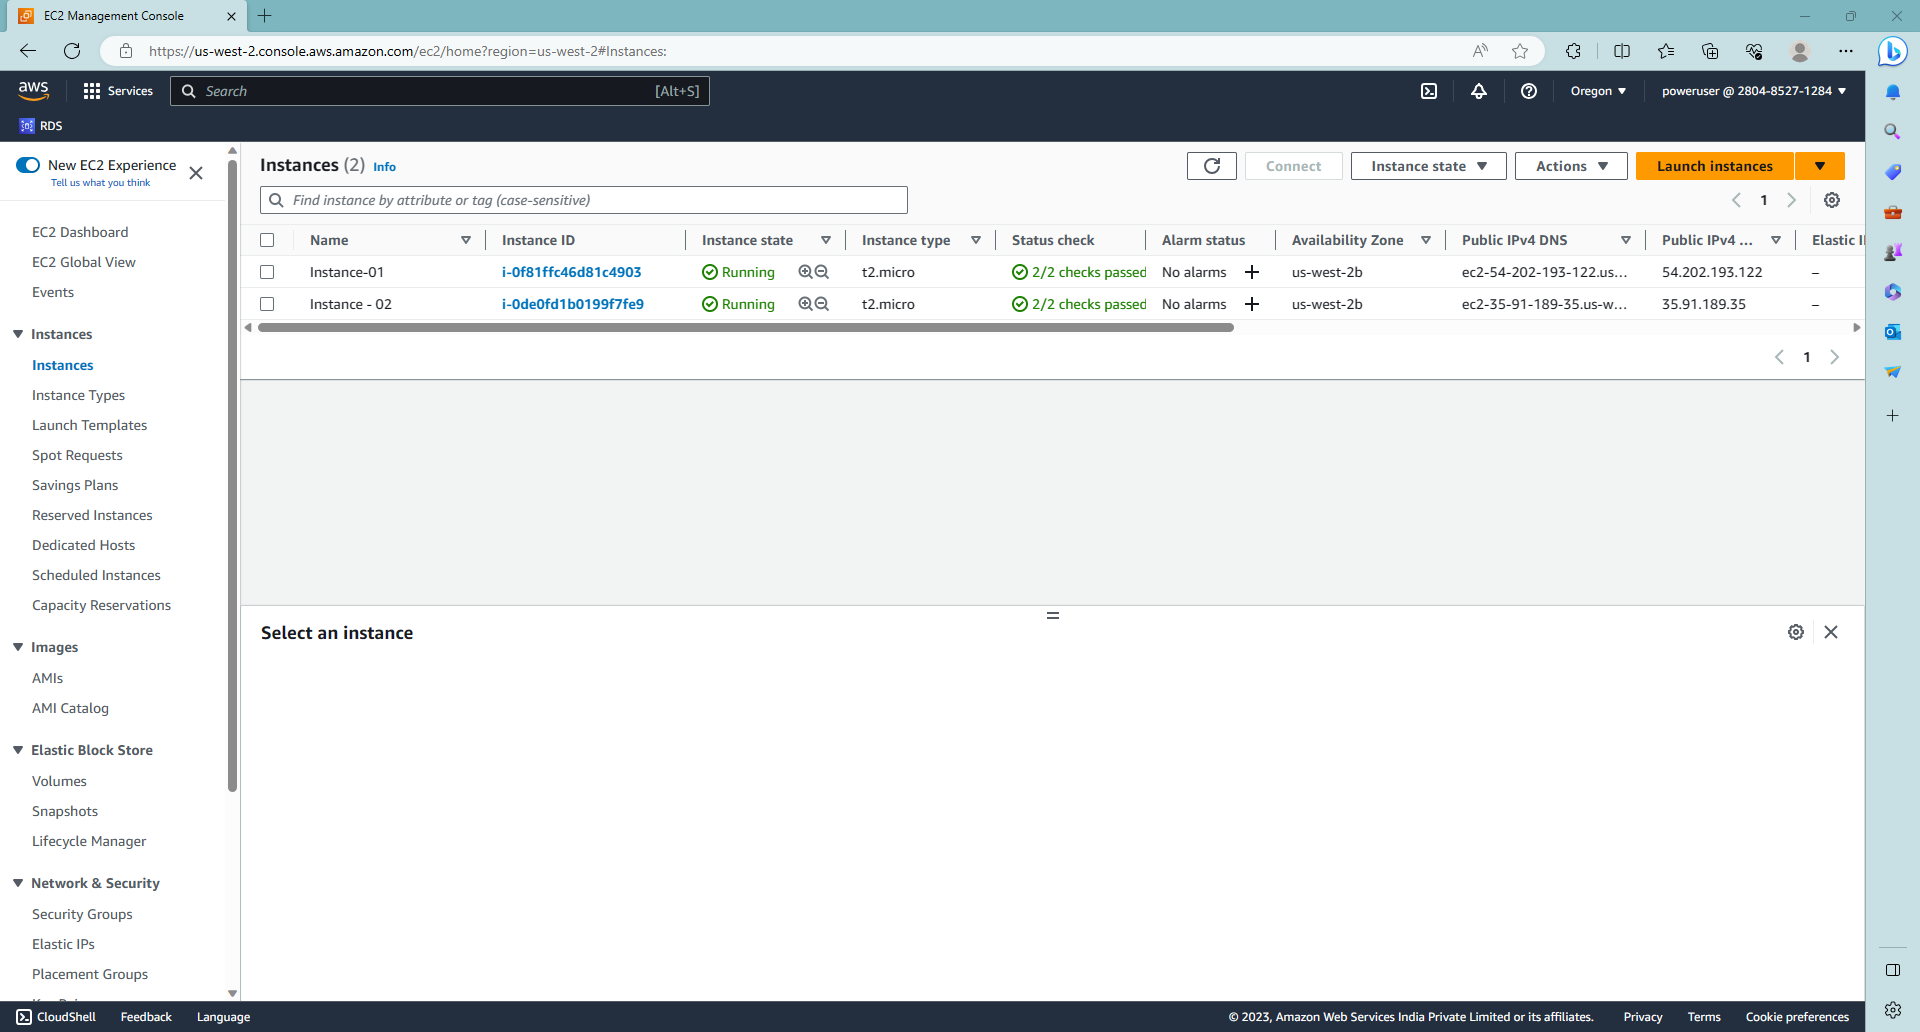 EC2 Management Console
https://us-west-2.console.aws.amazon.com/ec2/home?region=us-west-2#Instances:
aws
Services
Search
[Alt+S]
Oregon
poweruser @ 2804-8527-1284
RDS
New EC2 Experience
Tell us what you think
EC2 Dashboard
EC2 Global View
Events
Instances
Instances
Instance Types
Launch Templates
Spot Requests
Savings Plans
Reserved Instances
Dedicated Hosts
Scheduled Instances
Capacity Reservations
Images
AMIs
AMI Catalog
Elastic Block Store
Volumes
Snapshots
Lifecycle Manager
Network & Security
Security Groups
Elastic IPs
Placement Groups
Instances (2) Info
Connect
Instance state
Actions
Launch instances
Find instance by attribute or tag (case-sensitive)
1
Name Instance ID Instance state Instance type Status check Alarm status Availability Zone Public IPv4 DNS Public IPv4 ... Elastic
Instance-01 i-0f81ffc46d81c4903 Running t2.micro 2/2 checks passed No alarms + us-west-2b ec2-54-202-193-122.us... 54.202.193.122 –
Instance - 02 i-0de0fd1b0199f7fe9 Running t2.micro 2/2 checks passed No alarms + us-west-2b ec2-35-91-189-35.us-w... 35.91.189.35 –
1
Select an instance
CloudShell
Feedback
Language
© 2023, Amazon Web Services India Private Limited or its affiliates.
Privacy
Terms
Cookie preferences